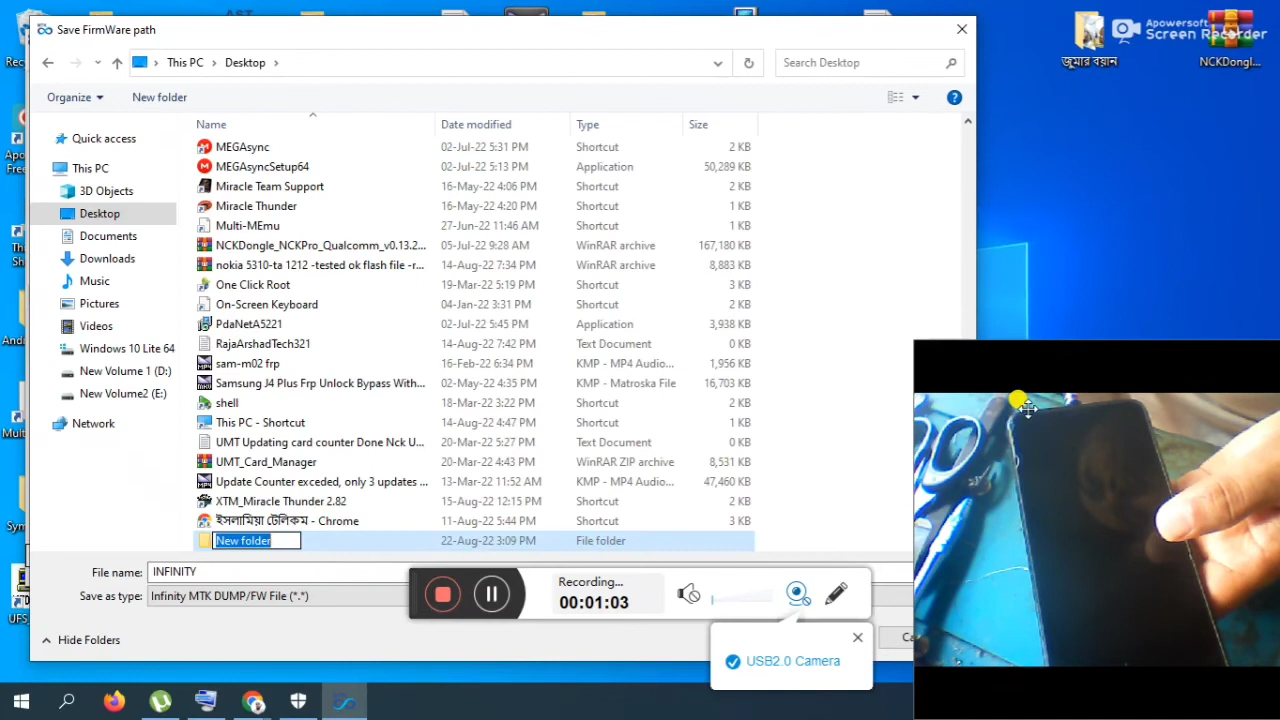 Save FirmWare path
Apowersoft
Screen Recorder
This PC
Desktop
Search Desktop
জুমার বয়ান
NCKDongl...
Organize
New folder
Name
Date modified
Type
Size
Quick access
This PC
3D Objects
Desktop
Documents
Downloads
Music
Pictures
Videos
Windows 10 Lite 64
New Volume 1 (D:)
New Volume2 (E:)
Network
MEGAsync 02-Jul-22 5:31 PM Shortcut 2 KB
MEGAsyncSetup64 02-Jul-22 5:13 PM Application 50,289 KB
Miracle Team Support 16-May-22 4:06 PM Shortcut 2 KB
Miracle Thunder 16-May-22 4:20 PM Shortcut 1 KB
Multi-MEmu 27-Jun-22 11:46 AM Shortcut 1 KB
NCKDongle_NCKPro_Qualcomm_v0.13.2... 05-Jul-22 9:28 AM WinRAR archive 167,180 KB
nokia 5310-ta 1212 -tested ok flash file -r... 14-Aug-22 7:34 PM WinRAR archive 8,883 KB
One Click Root 19-Mar-22 5:19 PM Shortcut 3 KB
On-Screen Keyboard 04-Jan-22 3:31 PM Shortcut 2 KB
PdaNetA5221 02-Jul-22 5:45 PM Application 3,938 KB
RajaArshadTech321 14-Aug-22 7:42 PM Text Document 0 KB
sam-m02 frp 16-Feb-22 6:34 PM KMP - MP4 Audio... 1,956 KB
Samsung J4 Plus Frp Unlock Bypass With... 02-May-22 4:35 PM KMP - Matroska File 16,703 KB
shell 18-Mar-22 3:22 PM Shortcut 2 KB
This PC - Shortcut 14-Aug-22 4:47 PM Shortcut 1 KB
UMT Updating card counter Done Nck U... 20-Mar-22 5:27 PM Text Document 0 KB
UMT_Card_Manager 20-Mar-22 4:43 PM WinRAR ZIP archive 8,531 KB
Update Counter exceded, only 3 updates ... 13-Mar-22 11:52 AM KMP - MP4 Audio... 47,460 KB
XTM_Miracle Thunder 2.82 15-Aug-22 12:15 PM Shortcut 2 KB
ইসলামিয়া টেলিকম - Chrome 11-Aug-22 5:44 PM Shortcut 3 KB
New folder 22-Aug-22 3:09 PM File folder
File name: INFINITY
Save as type: Infinity MTK DUMP/FW File (*.*)
Hide Folders
Recording...
00:01:03
USB2.0 Camera